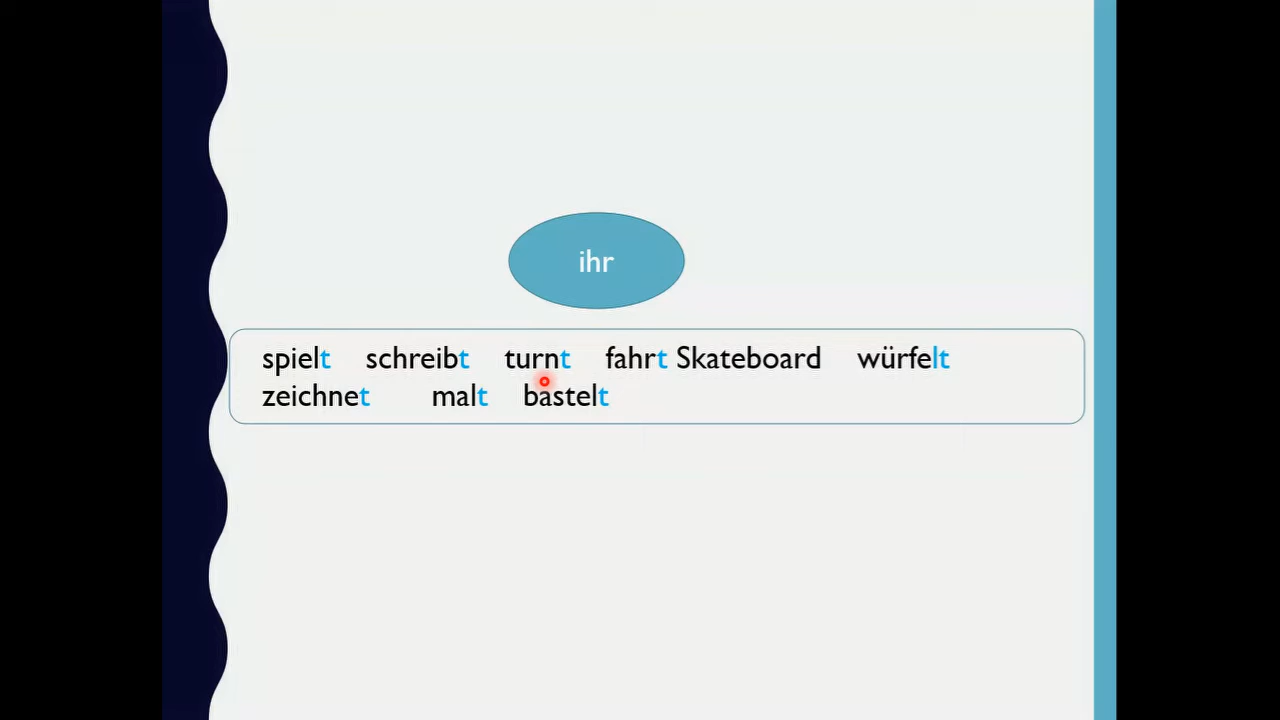 ihr
spielt schreibt turnt fahrt Skateboard würfelt
zeichnet malt bastelt